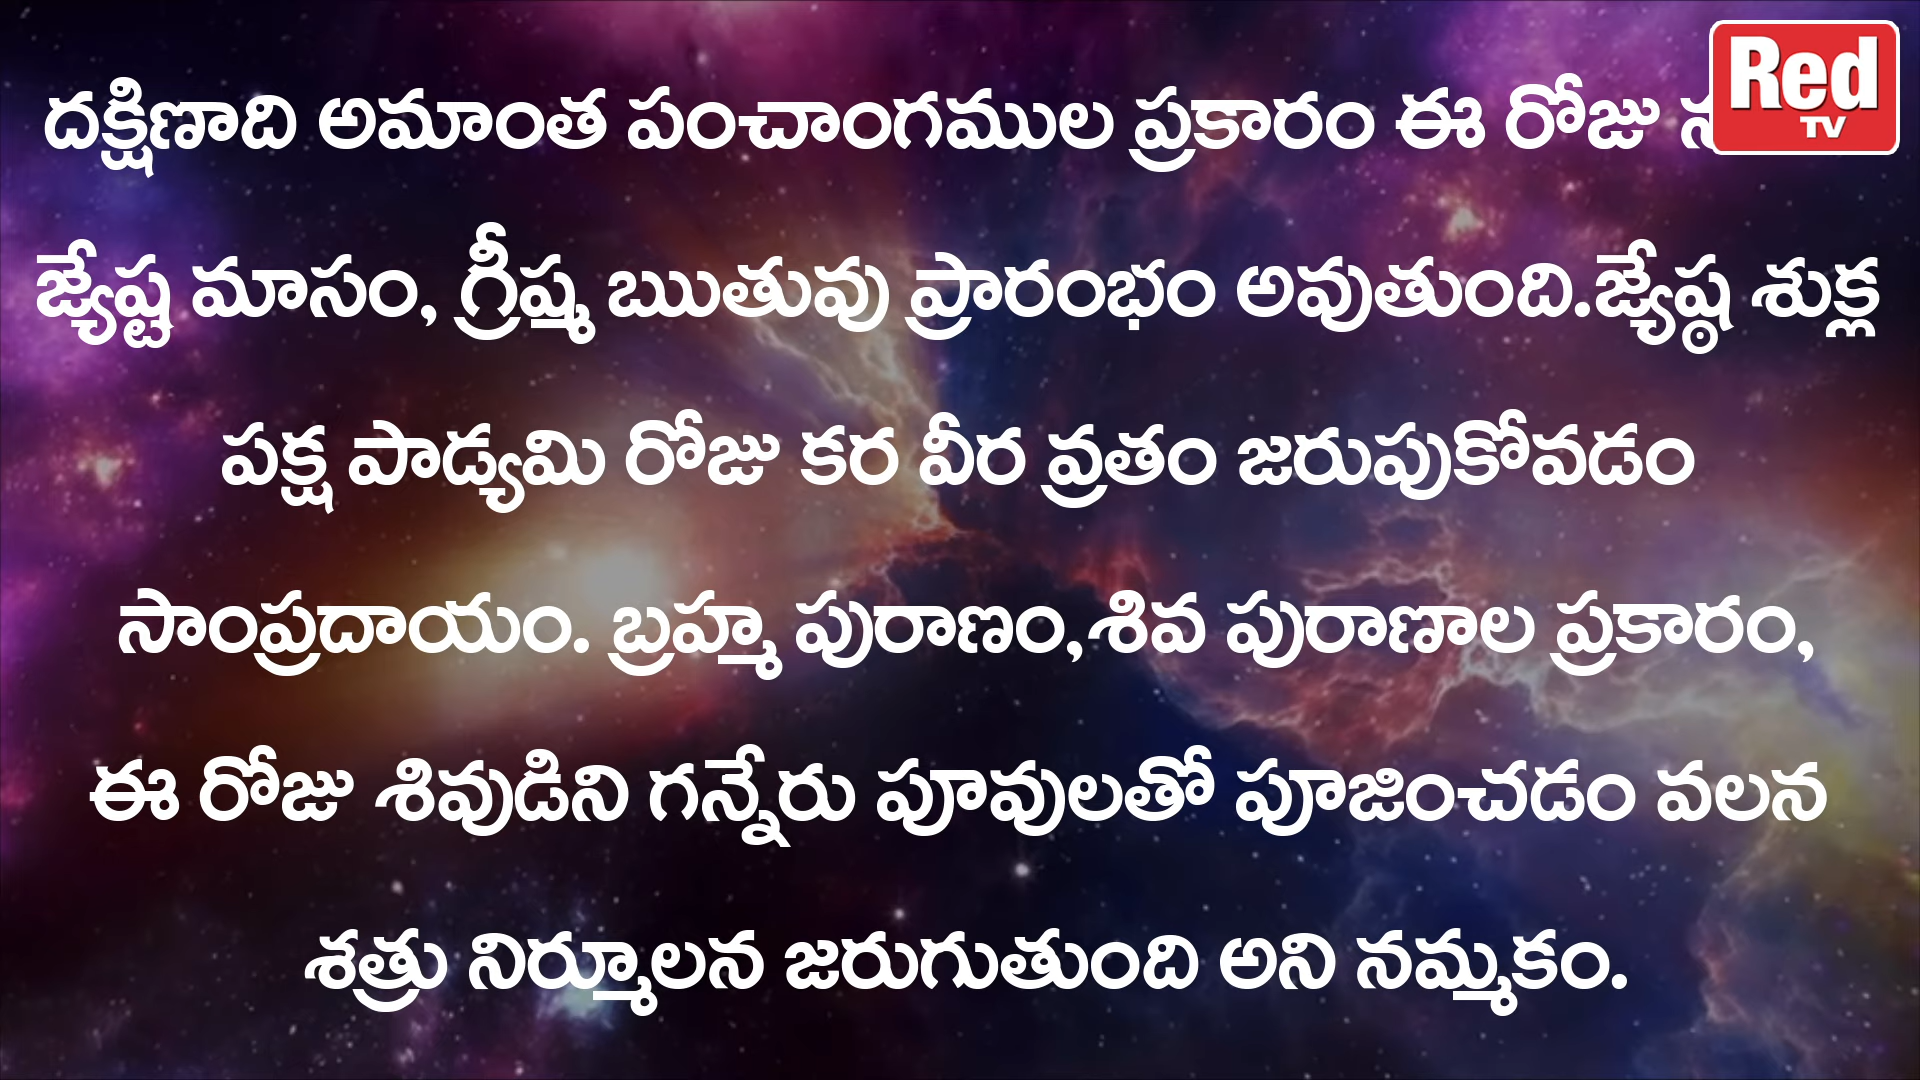 దక్షిణాది అమాంత పంచాంగముల ప్రకారం ఈ రోజు
Red
TV
జ్యేష్ట మాసం, గ్రీష్మ ఋతువు ప్రారంభం అవుతుంది.జ్యేష్ఠ శుక్ల
పక్ష పాడ్యమి రోజు కర వీర వ్రతం జరుపుకోవడం
సాంప్రదాయం. బ్రహ్మ పురాణం,శివ పురాణాల ప్రకారం,
ఈ రోజు శివుడిని గన్నేరు పూవులతో పూజించడం వలన
శత్రు నిర్మూలన జరుగుతుంది అని నమ్మకం.